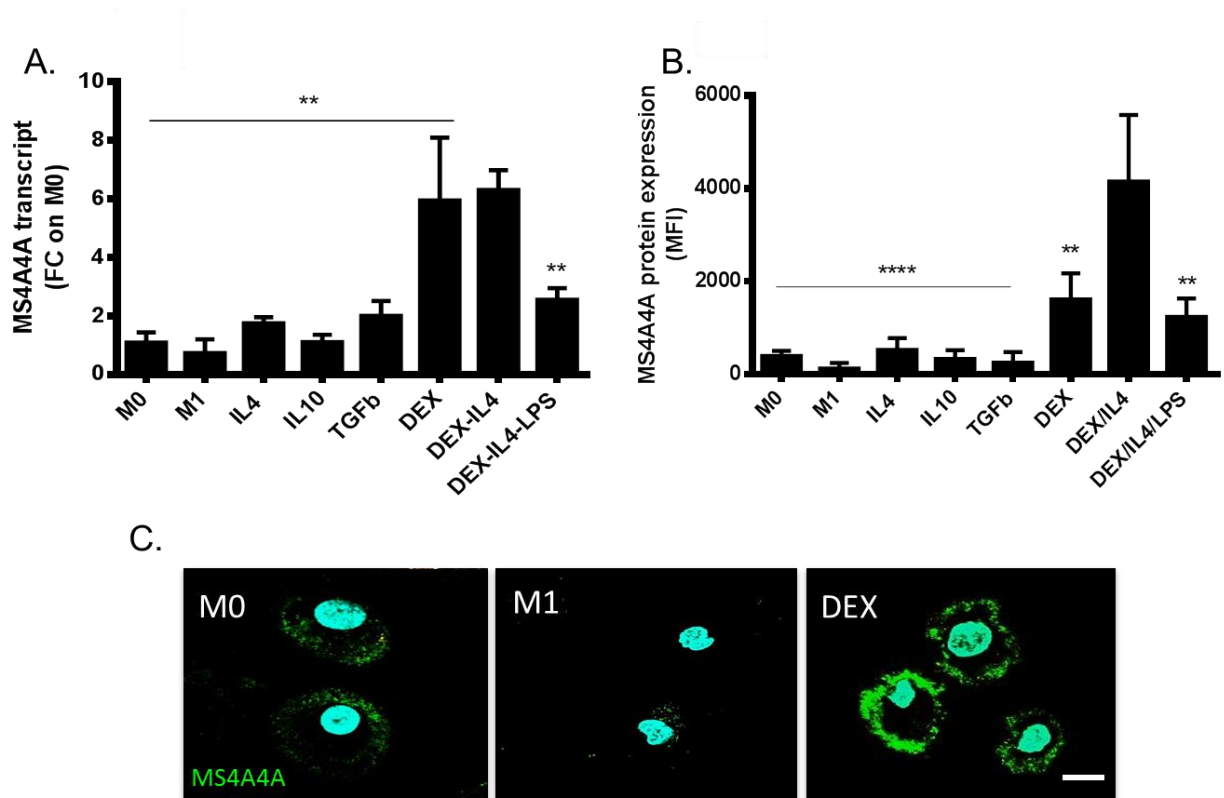 A.
MS4A4A transcript
(FC on M0)
10
8
6
4
2
0
**
**
M0
M1
IL4
IL10
TGFb
DEX
DEX-IL4
DEX-IL4-LPS
B.
MS4A4A protein expression
(MFI)
6000
4000
2000
0
****
**
**
M0
M1
IL4
IL10
TGFb
DEX
DEX/IL4
DEX/IL4/LPS
C.
M0
M1
DEX
MS4A4A